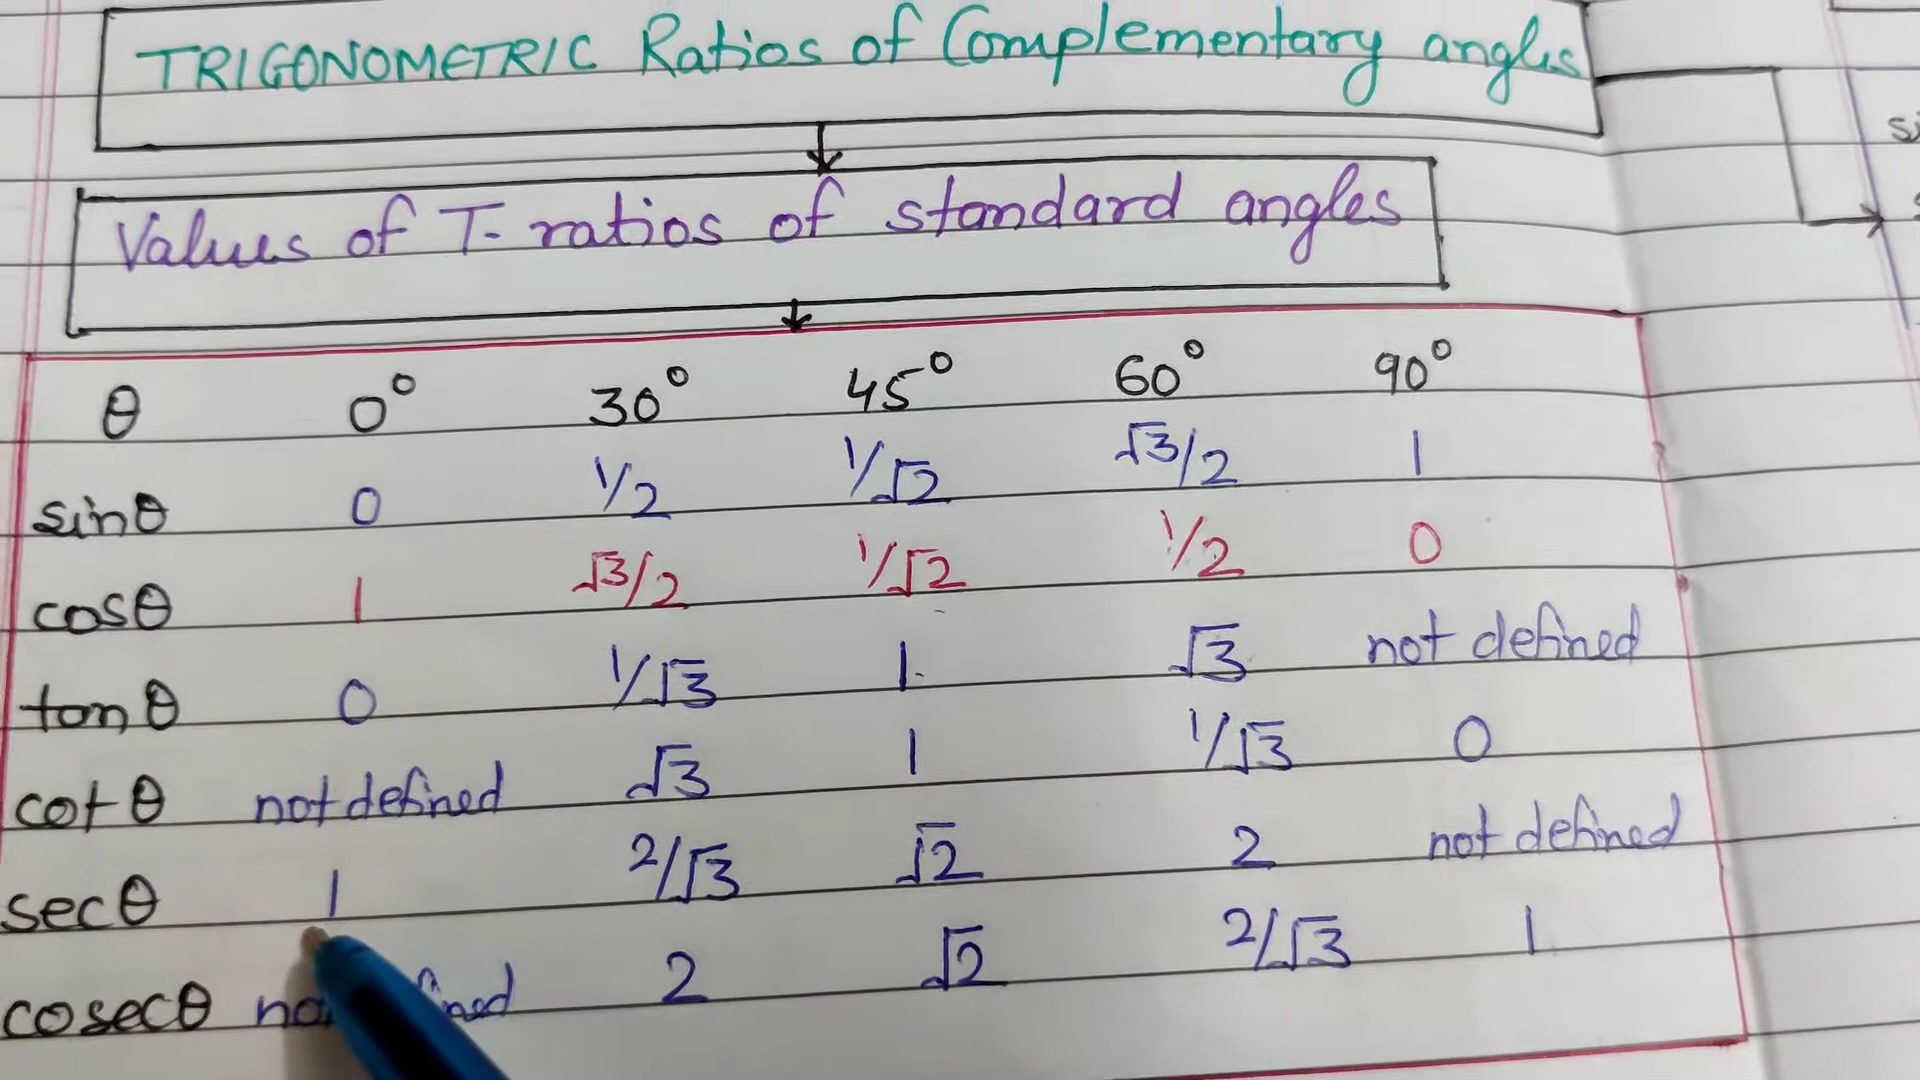 TRIGONOMETRIC Ratios of Complementary angles
Values of T-ratios of standard angles
θ 0° 30° 45° 60° 90°
sinθ 0 1/2 1/√2 √3/2 1
cosθ 1 √3/2 1/√2 1/2 0
tanθ 0 1/√3 1 √3 not defined
cotθ not defined √3 1 1/√3 0
secθ 1 2/√3 √2 2 not defined
cosecθ 2 √2 2/√3 1